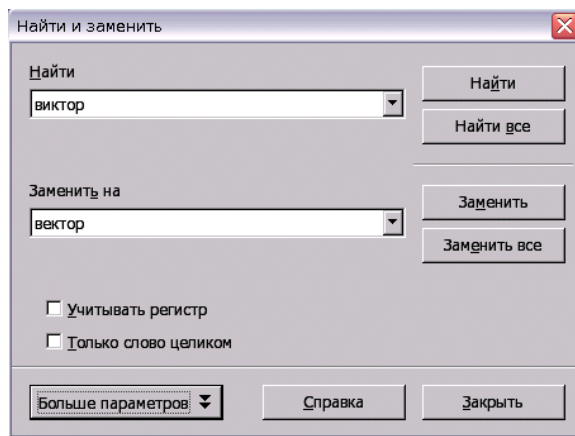 Найти и заменить
Найти
виктор
Найти
Найти все
Заменить на
вектор
Заменить
Заменить все
Учитывать регистр
Только слово целиком
Больше параметров
Справка
Закрыть